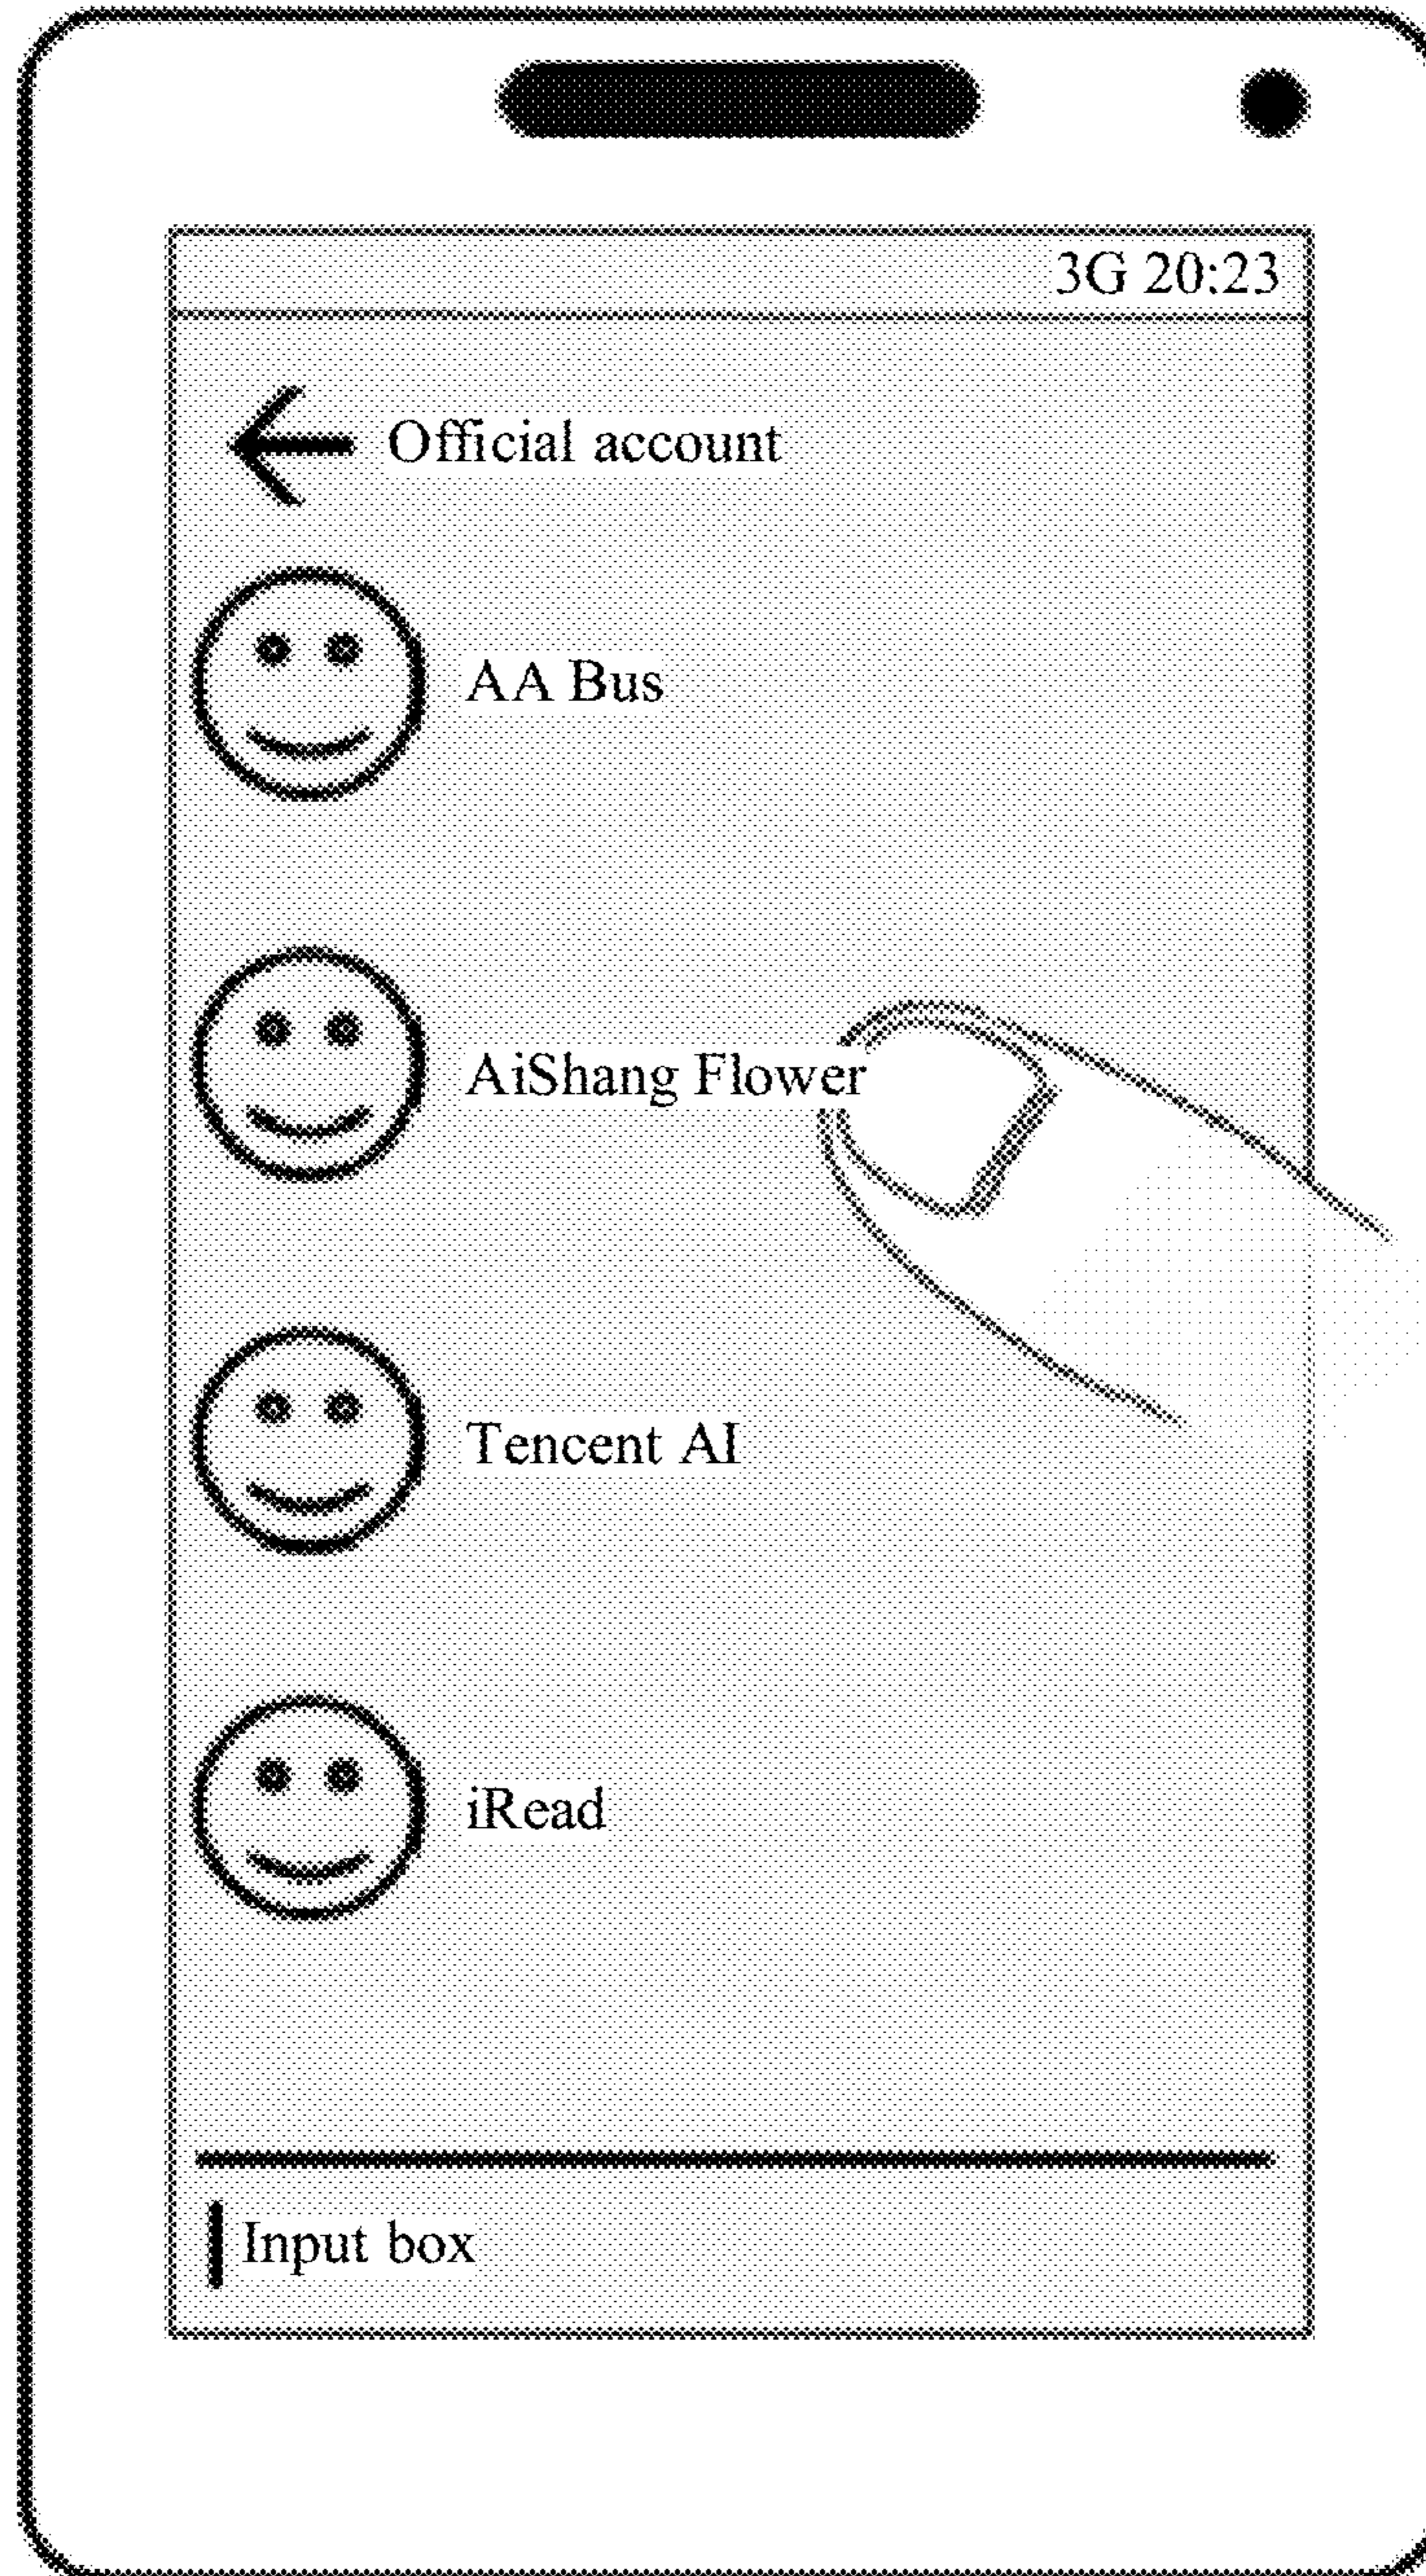 3G 20:23
Official account
AA Bus
AiShang Flower
Tencent AI
iRead
Input box